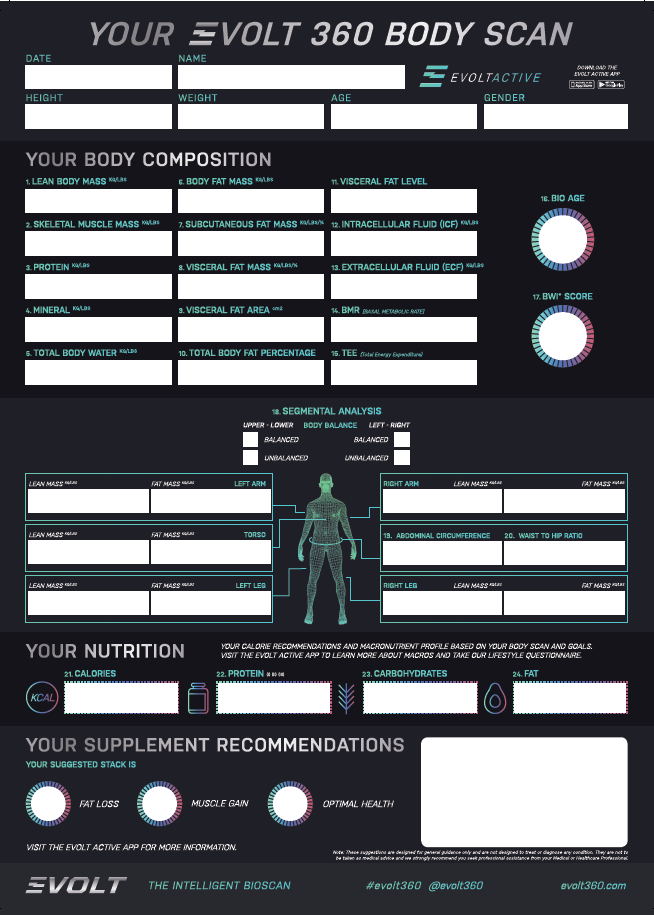 YOUR EVOLT 360 BODY SCAN
DATE
NAME
EVOLTACTIVE
DOWNLOAD THE
EVOLT ACTIVE APP
App Store
HEIGHT
WEIGHT
AGE
GENDER
YOUR BODY COMPOSITION
1. LEAN BODY MASS KG/LBS
6. BODY FAT MASS KG/LBS
11. VISCERAL FAT LEVEL
16. BIO AGE
2. SKELETAL MUSCLE MASS KG/LBS
7. SUBCUTANEOUS FAT MASS KG/LBS/%
12. INTRACELLULAR FLUID (ICF) KG/LBS
3. PROTEIN KG/LBS
8. VISCERAL FAT MASS KG/LBS/%
13. EXTRACELLULAR FLUID (ECF) KG/LBS
17. BWI+ SCORE
4. MINERAL KG/LBS
9. VISCERAL FAT AREA cm2
14. BMR (BASAL METABOLIC RATE)
5. TOTAL BODY WATER KG/LBS
10. TOTAL BODY FAT PERCENTAGE
15. TEE (Total Energy Expenditure)
18. SEGMENTAL ANALYSIS
UPPER - LOWER BODY BALANCE LEFT - RIGHT
BALANCED BALANCED
UNBALANCED UNBALANCED
LEAN MASS KG/LBS FAT MASS KG/LBS LEFT ARM
RIGHT ARM LEAN MASS KG/LBS FAT MASS KG/LBS
LEAN MASS KG/LBS FAT MASS KG/LBS TORSO
19. ABDOMINAL CIRCUMFERENCE 20. WAIST TO HIP RATIO
LEAN MASS KG/LBS FAT MASS KG/LBS LEFT LEG
RIGHT LEG LEAN MASS KG/LBS FAT MASS KG/LBS
YOUR NUTRITION
YOUR CALORIE RECOMMENDATIONS AND MACRONUTRIENT PROFILE BASED ON YOUR BODY SCAN AND GOALS.
VISIT THE EVOLT ACTIVE APP TO LEARN MORE ABOUT MACROS AND TAKE OUR LIFESTYLE QUESTIONNAIRE.
21. CALORIES
22. PROTEIN
23. CARBOHYDRATES
24. FAT
KCAL
YOUR SUPPLEMENT RECOMMENDATIONS
YOUR SUGGESTED STACK IS
FAT LOSS
MUSCLE GAIN
OPTIMAL HEALTH
VISIT THE EVOLT ACTIVE APP FOR MORE INFORMATION.
Note: These suggestions are designed for general guidance only and are not designed to treat or diagnose any condition. They are not to
be taken as medical advice and we strongly recommend you seek professional assistance from your Medical or Healthcare Professional.
EVOLT
THE INTELLIGENT BIOSCAN
#evolt360 @evolt360
evolt360.com